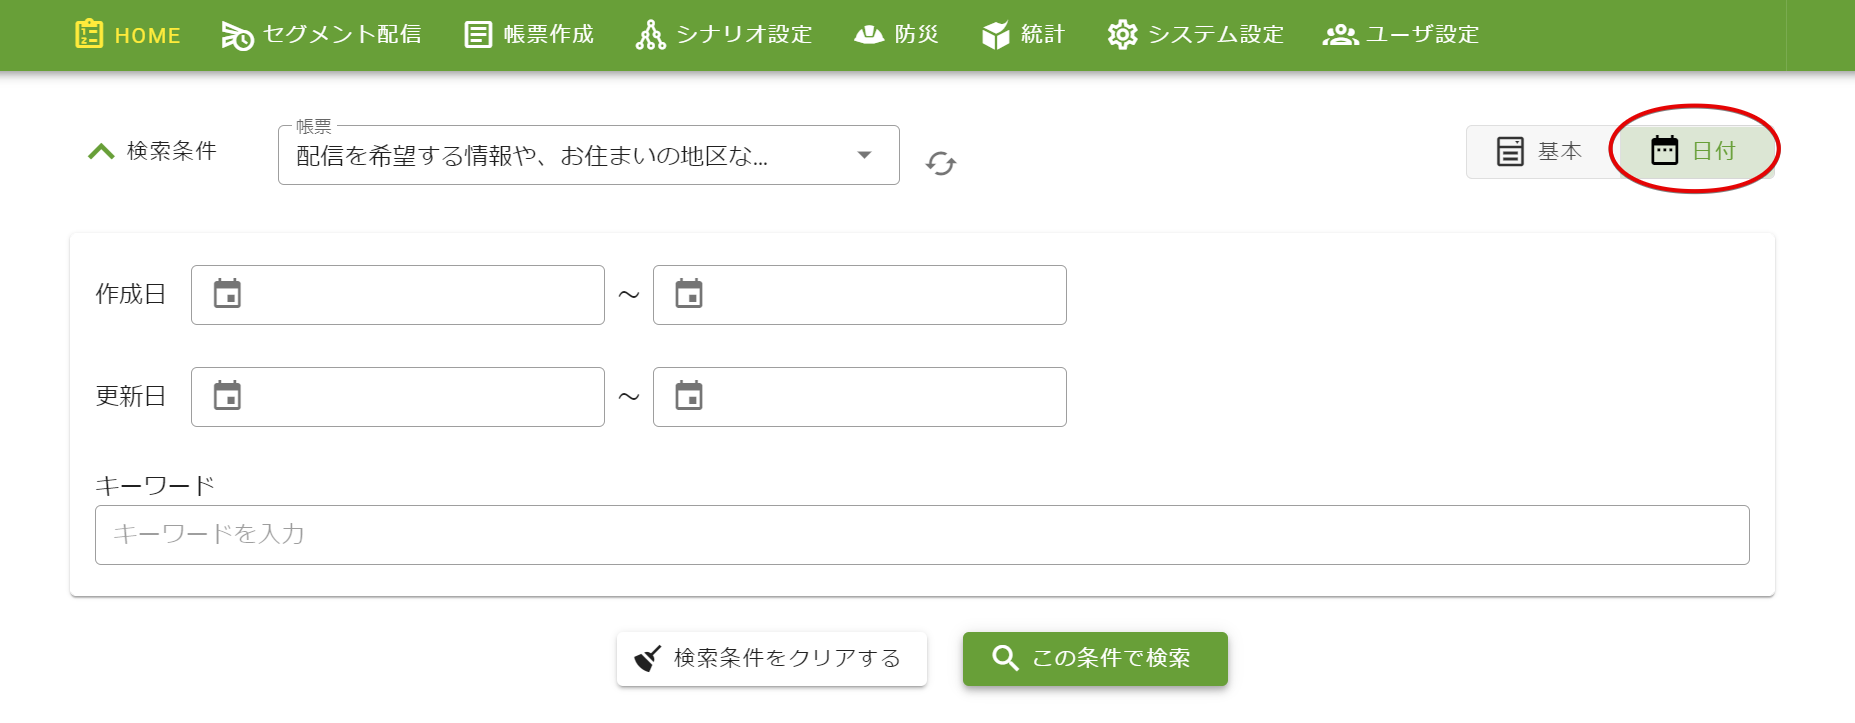 HOME セグメント配信 帳票作成 シナリオ設定 防災 統計 システム設定 ユーザ設定
検索条件
帳票
配信を希望する情報や、お住まいの地区な...
基本 日付
作成日 ～
更新日 ～
キーワード
キーワードを入力
検索条件をクリアする この条件で検索